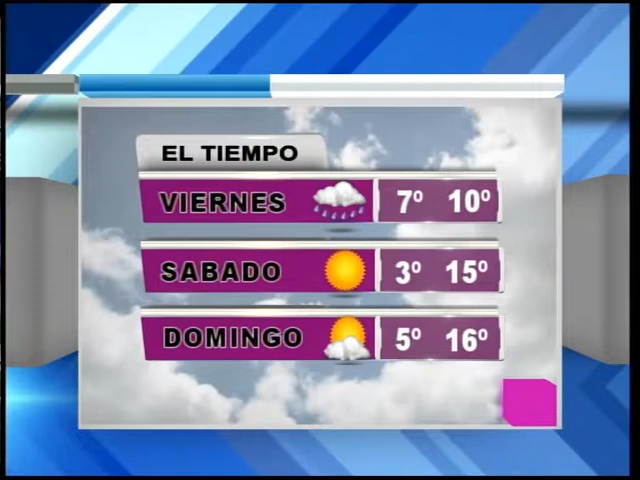 EL TIEMPO
VIERNES 7º 10º
SABADO 3º 15º
DOMINGO 5º 16º